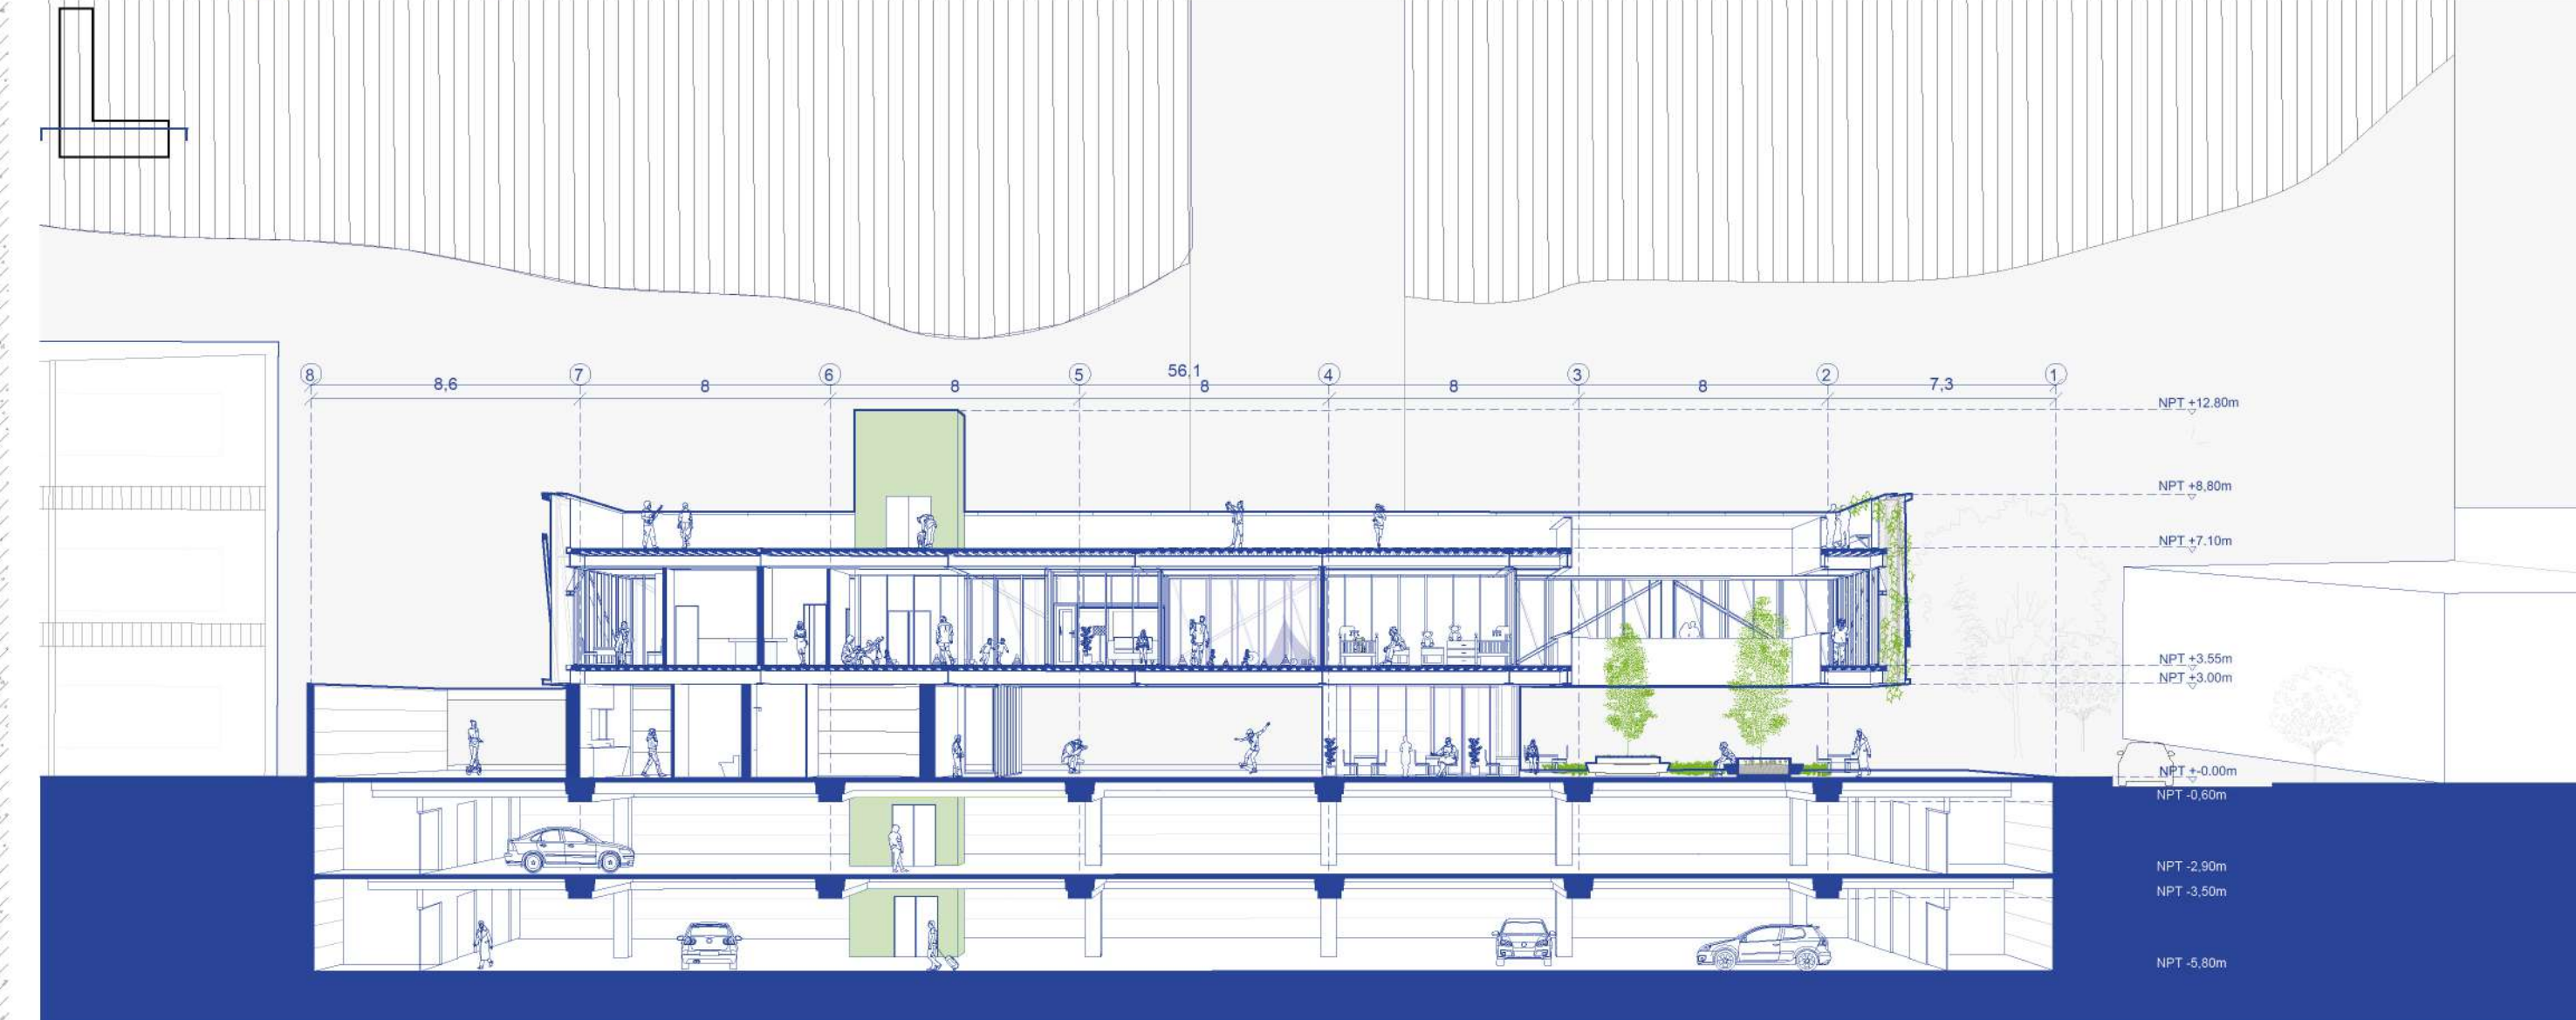 8 7 6 5 4 3 2 1
56,1
8,6 8 8 8 8 8 7,3
NPT +12.80m
NPT +8,80m
NPT +7.10m
NPT +3.55m
NPT +3.00m
NPT +-0.00m
NPT -0,60m
NPT -2,90m
NPT -3,50m
NPT -5,80m